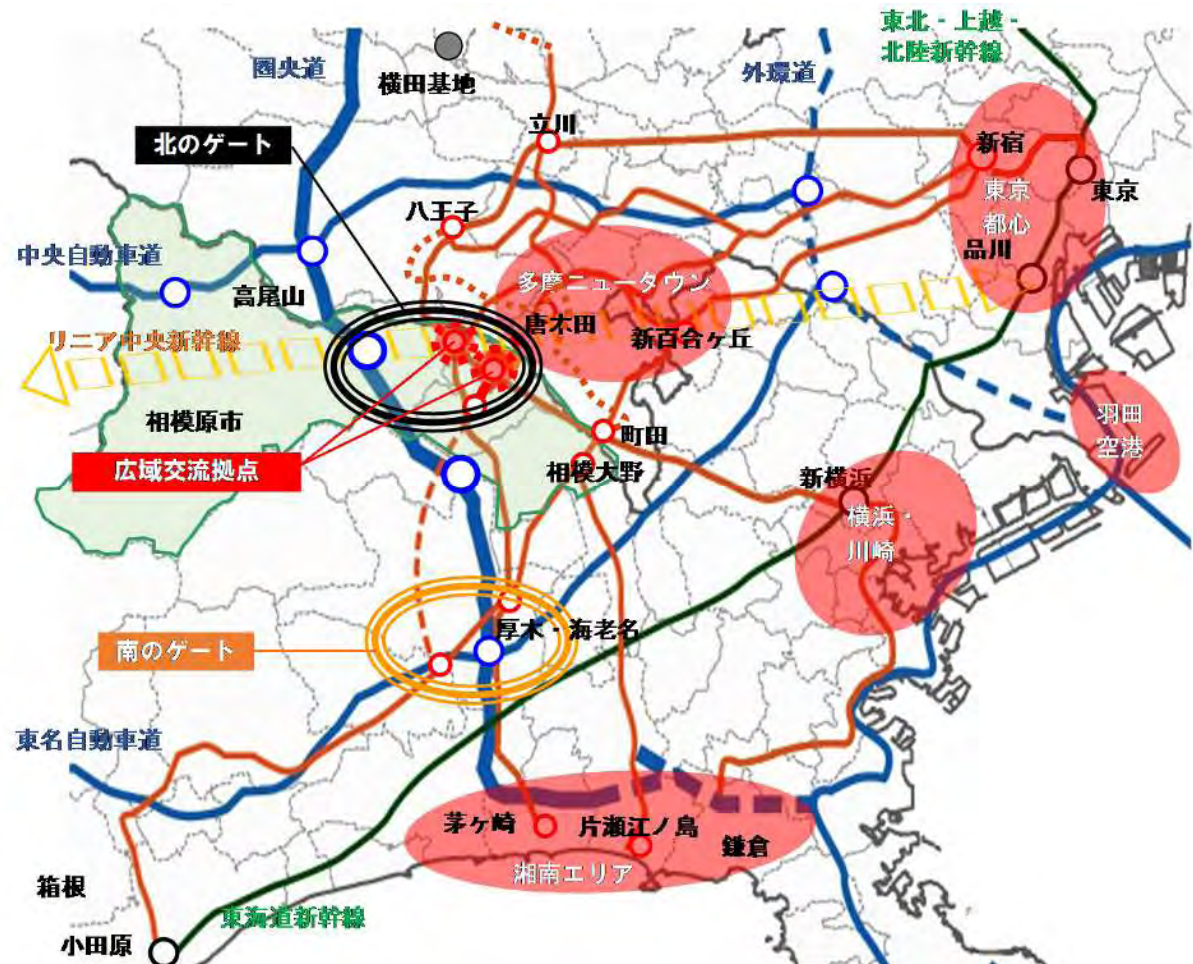 東北・上越・
北陸新幹線
圏央道
横田基地
外環道
立川
北のゲート
新宿
東京
都心
東京
八王子
品川
中央自動車道
高尾山
多摩ニュータウン
唐木田
リニア中央新幹線
新百合ヶ丘
相模原市
町田
羽田
空港
広域交流拠点
相模大野
新横浜
横浜・
川崎
厚木・海老名
南のゲート
東名自動車道
茅ヶ崎
片瀬江ノ島
鎌倉
湘南エリア
箱根
東海道新幹線
小田原